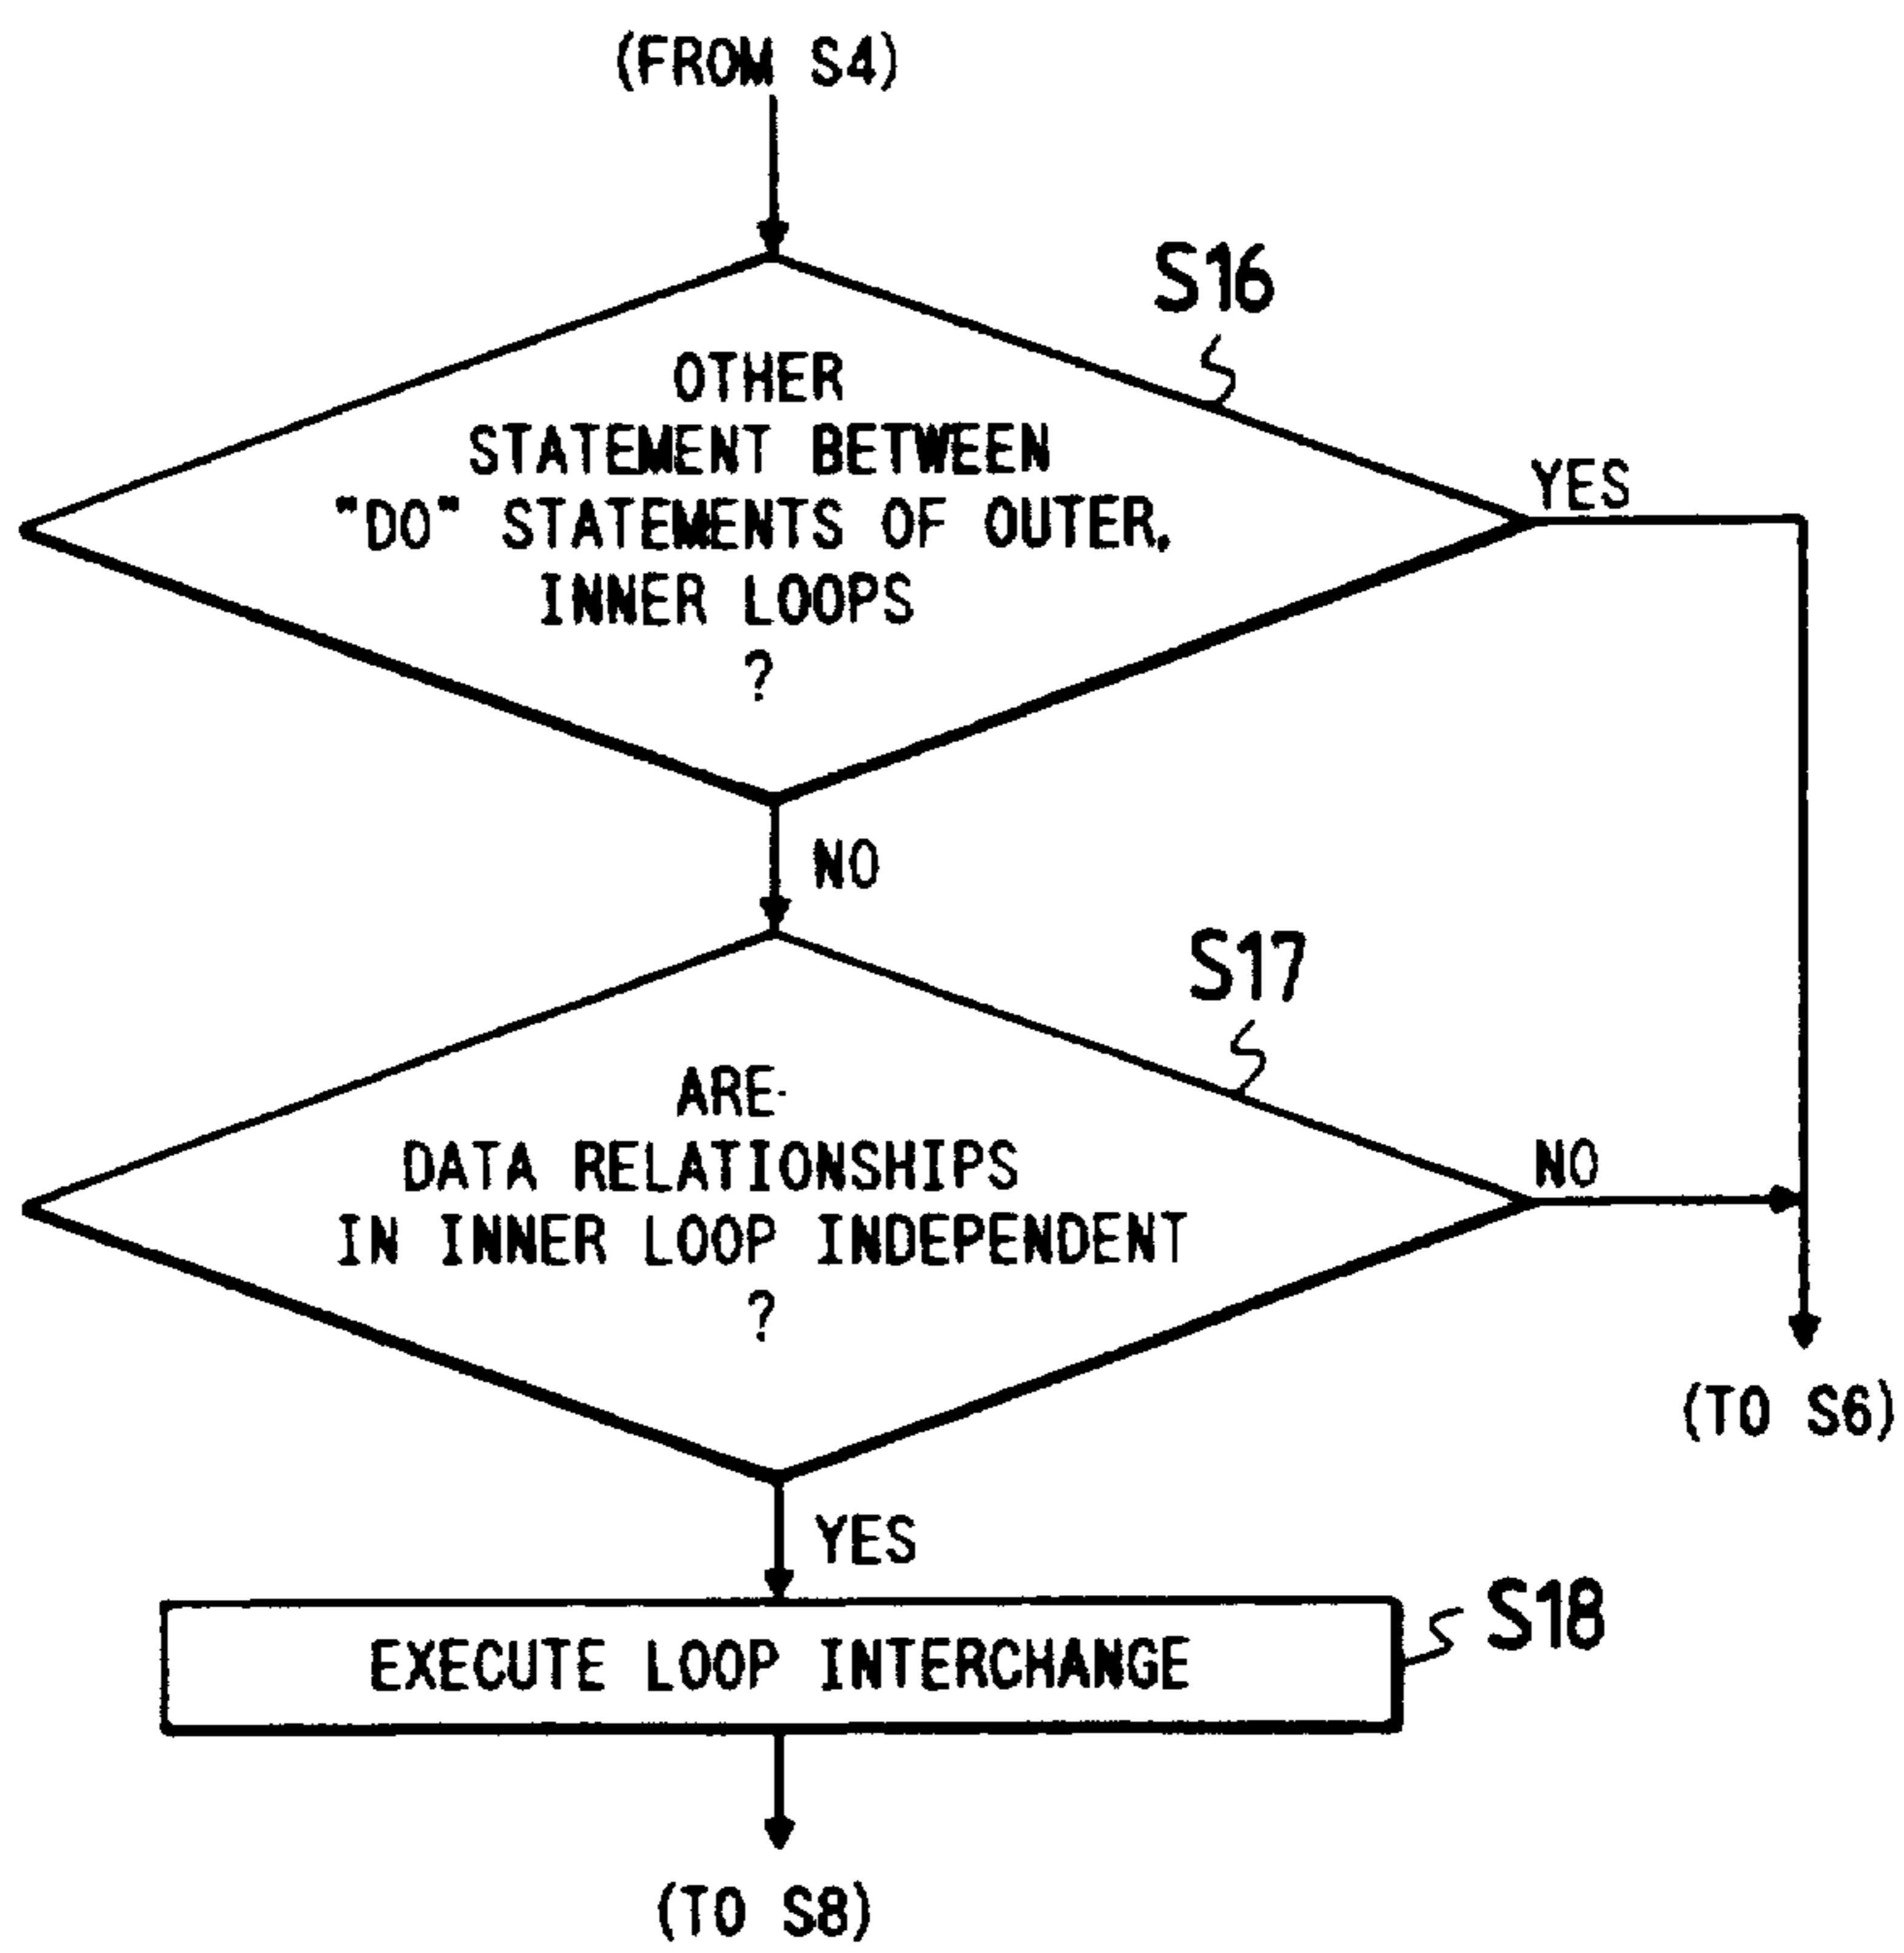 (FROM S4)
S16
OTHER
STATEMENT BETWEEN
"DO" STATEMENTS OF OUTER,
INNER LOOPS
?
YES
NO
S17
ARE
DATA RELATIONSHIPS
IN INNER LOOP INDEPENDENT
?
NO
(TO S6)
YES
EXECUTE LOOP INTERCHANGE
S18
(TO S8)